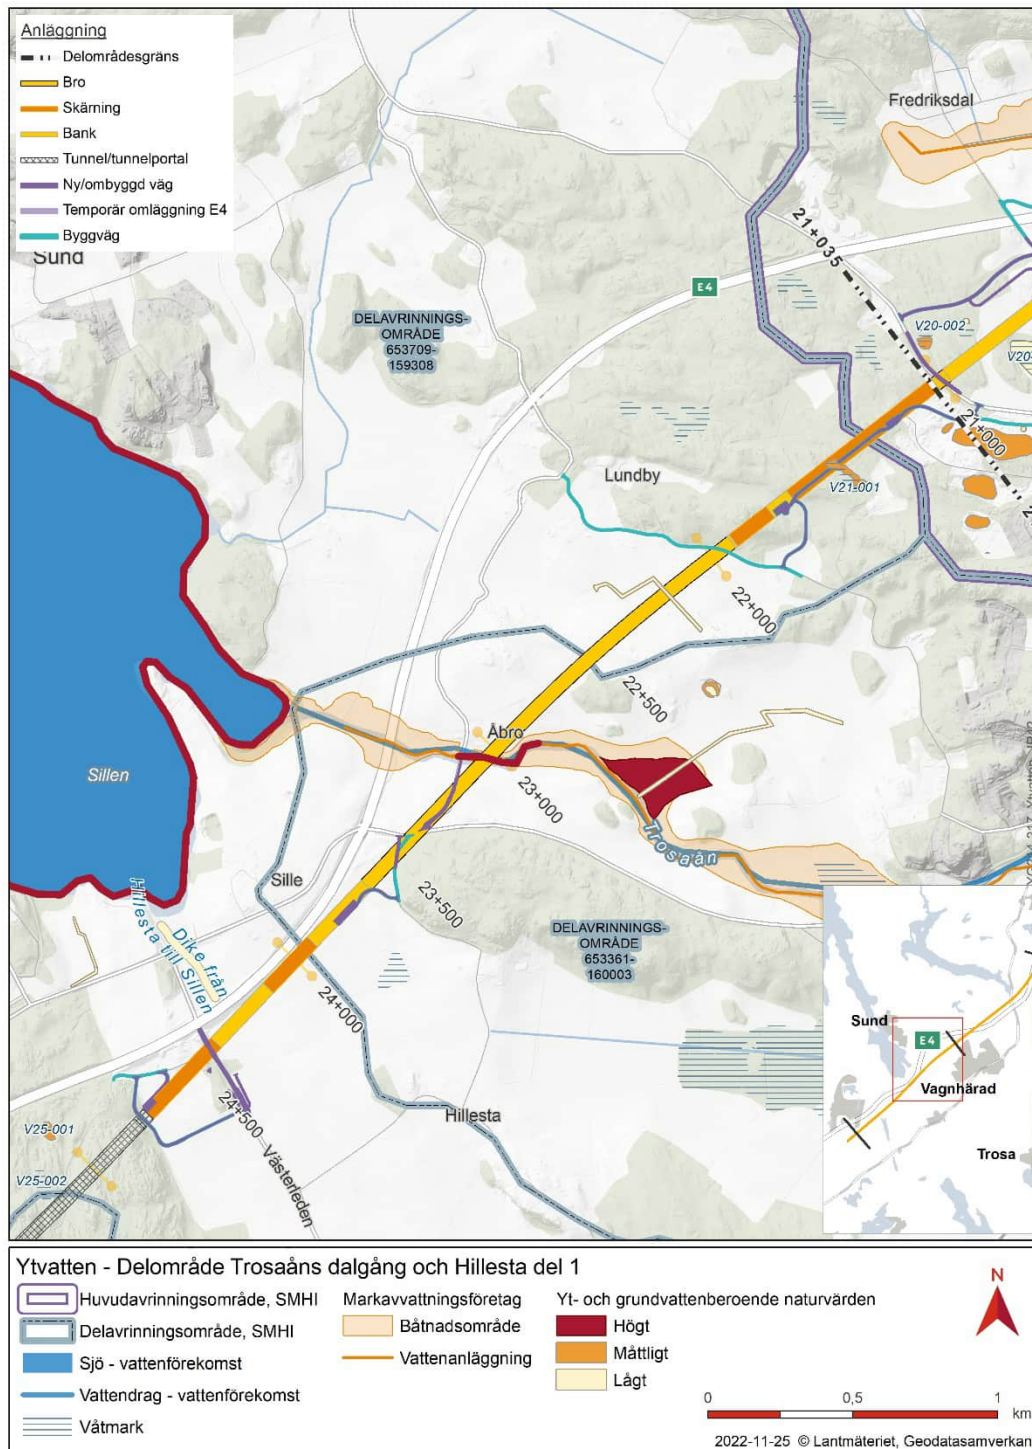 Anläggning
Delområdesgräns
Bro
Skärning
Bank
Tunnel/tunnelportal
Ny/ombyggd väg
Temporär omläggning E4
Byggväg
Sund
Fredriksdal
21+035
E4
DELAVRINNINGS-
OMRÅDE
653709-
159308
V20-002
V20-
21+000
Lundby
V21-001
22+000
22+500
Åbro
Sillen
23+000
Trosaån
Sille
23+500
Dike från
Hillesta till Sillen
DELAVRINNINGS-
OMRÅDE
653361-
160003
24+000
Hillesta
24+500
Västerleden
V25-001
V25-002
Sund
E4
Vagnhärad
Trosa
Ytvatten - Delområde Trosaåns dalgång och Hillesta del 1
Huvudavrinningsområde, SMHI
Delavrinningsområde, SMHI
Sjö - vattenförekomst
Vattendrag - vattenförekomst
Våtmark
Markavvattningsföretag
Båtnadsområde
Vattenanläggning
Yt- och grundvattenberoende naturvärden
Högt
Måttligt
Lågt
N
0 0,5 1
km
2022-11-25 © Lantmäteriet, Geodatasamverkan